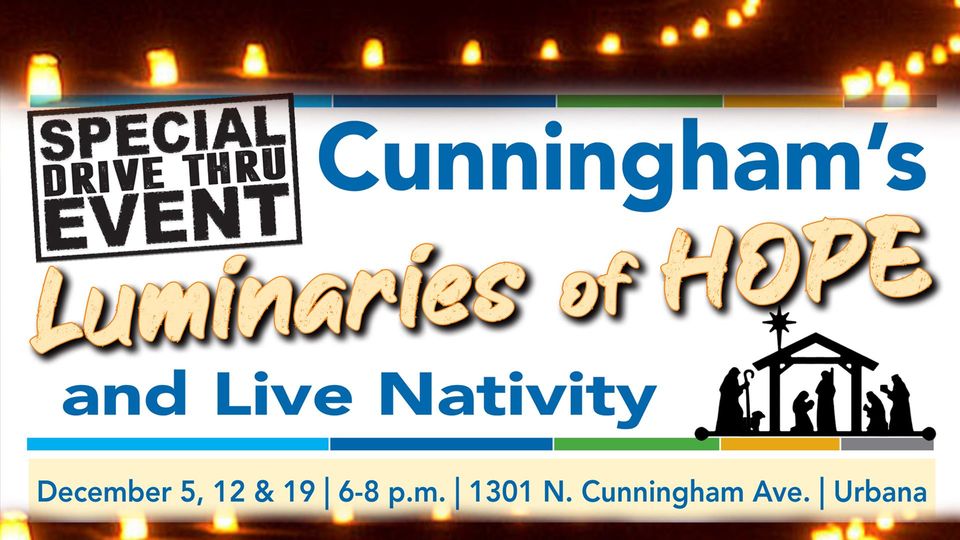 SPECIAL
DRIVE THRU
EVENT
Cunningham's
Luminaries of HOPE
and Live Nativity
December 5, 12 & 19 | 6-8 p.m. | 1301 N. Cunningham Ave. | Urbana